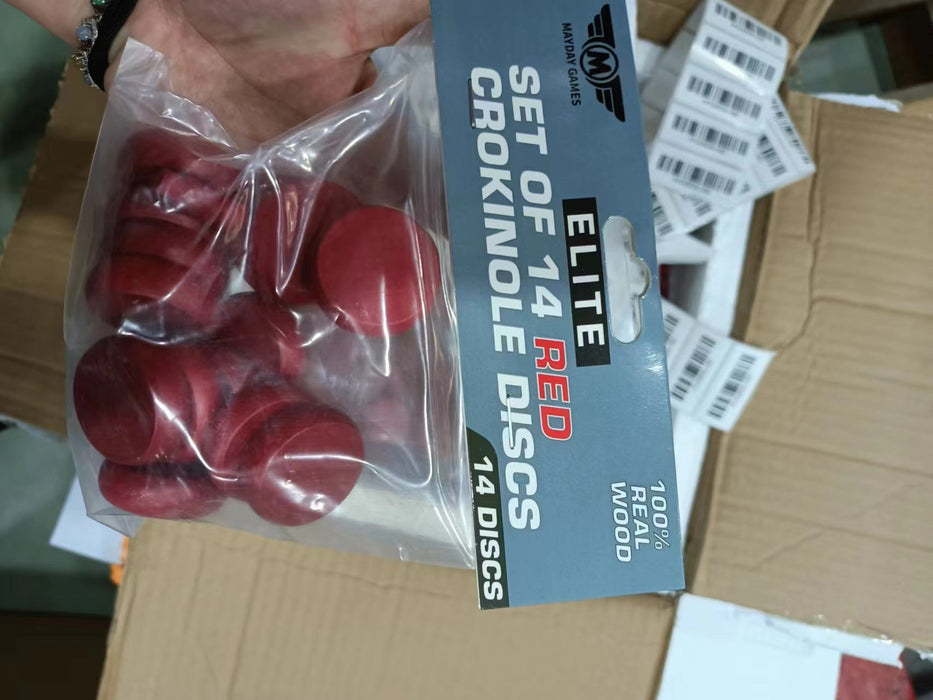 MAYDAY GAMES
ELITE
SET OF 14 RED
CROKINOLE DISCS
14 DISCS
100%
REAL
WOOD